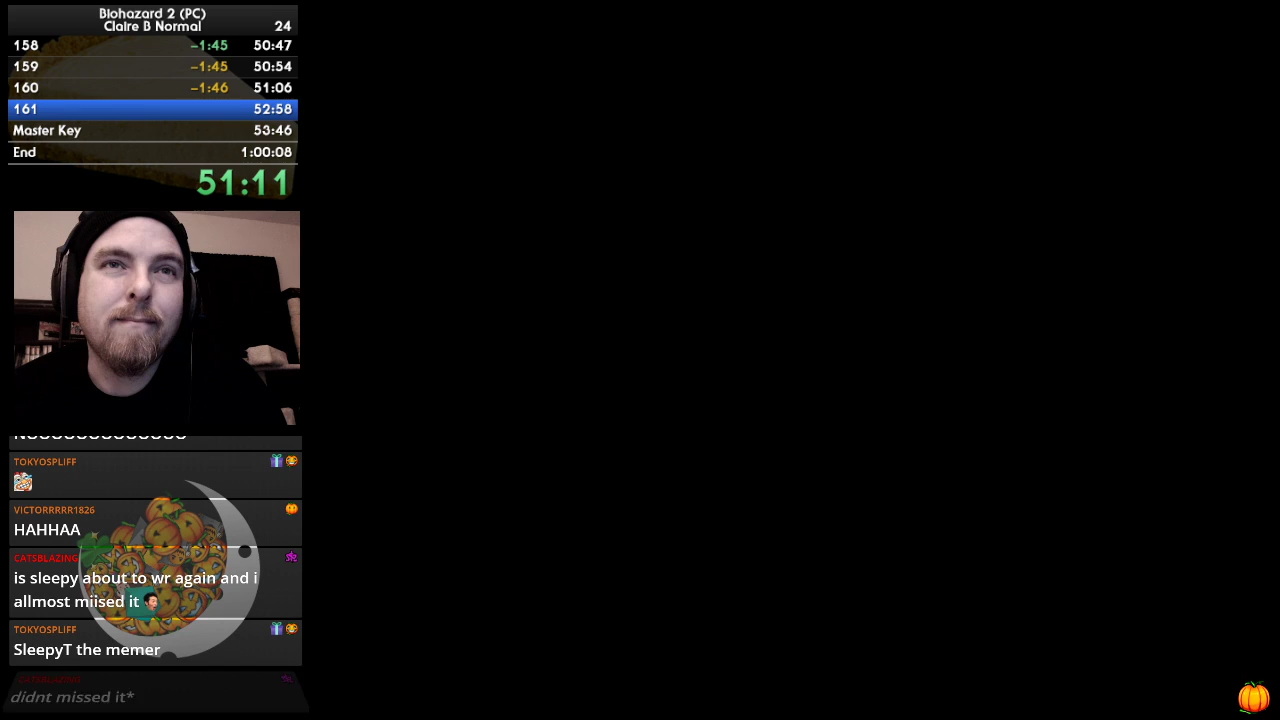 Biohazard 2 (PC)
Claire B Normal 24
158 -1:45 50:47
159 -1:45 50:54
160 -1:46 51:06
161 52:58
Master Key 53:46
End 1:00:08
51:11
TOKYOSPLIFF
VICTORRRRR1826
HAHHAA
CATSBLAZING
is sleepy about to wr again and i
allmost miised it
TOKYOSPLIFF
SleepyT the memer
CATSBLAZING
didnt missed it*